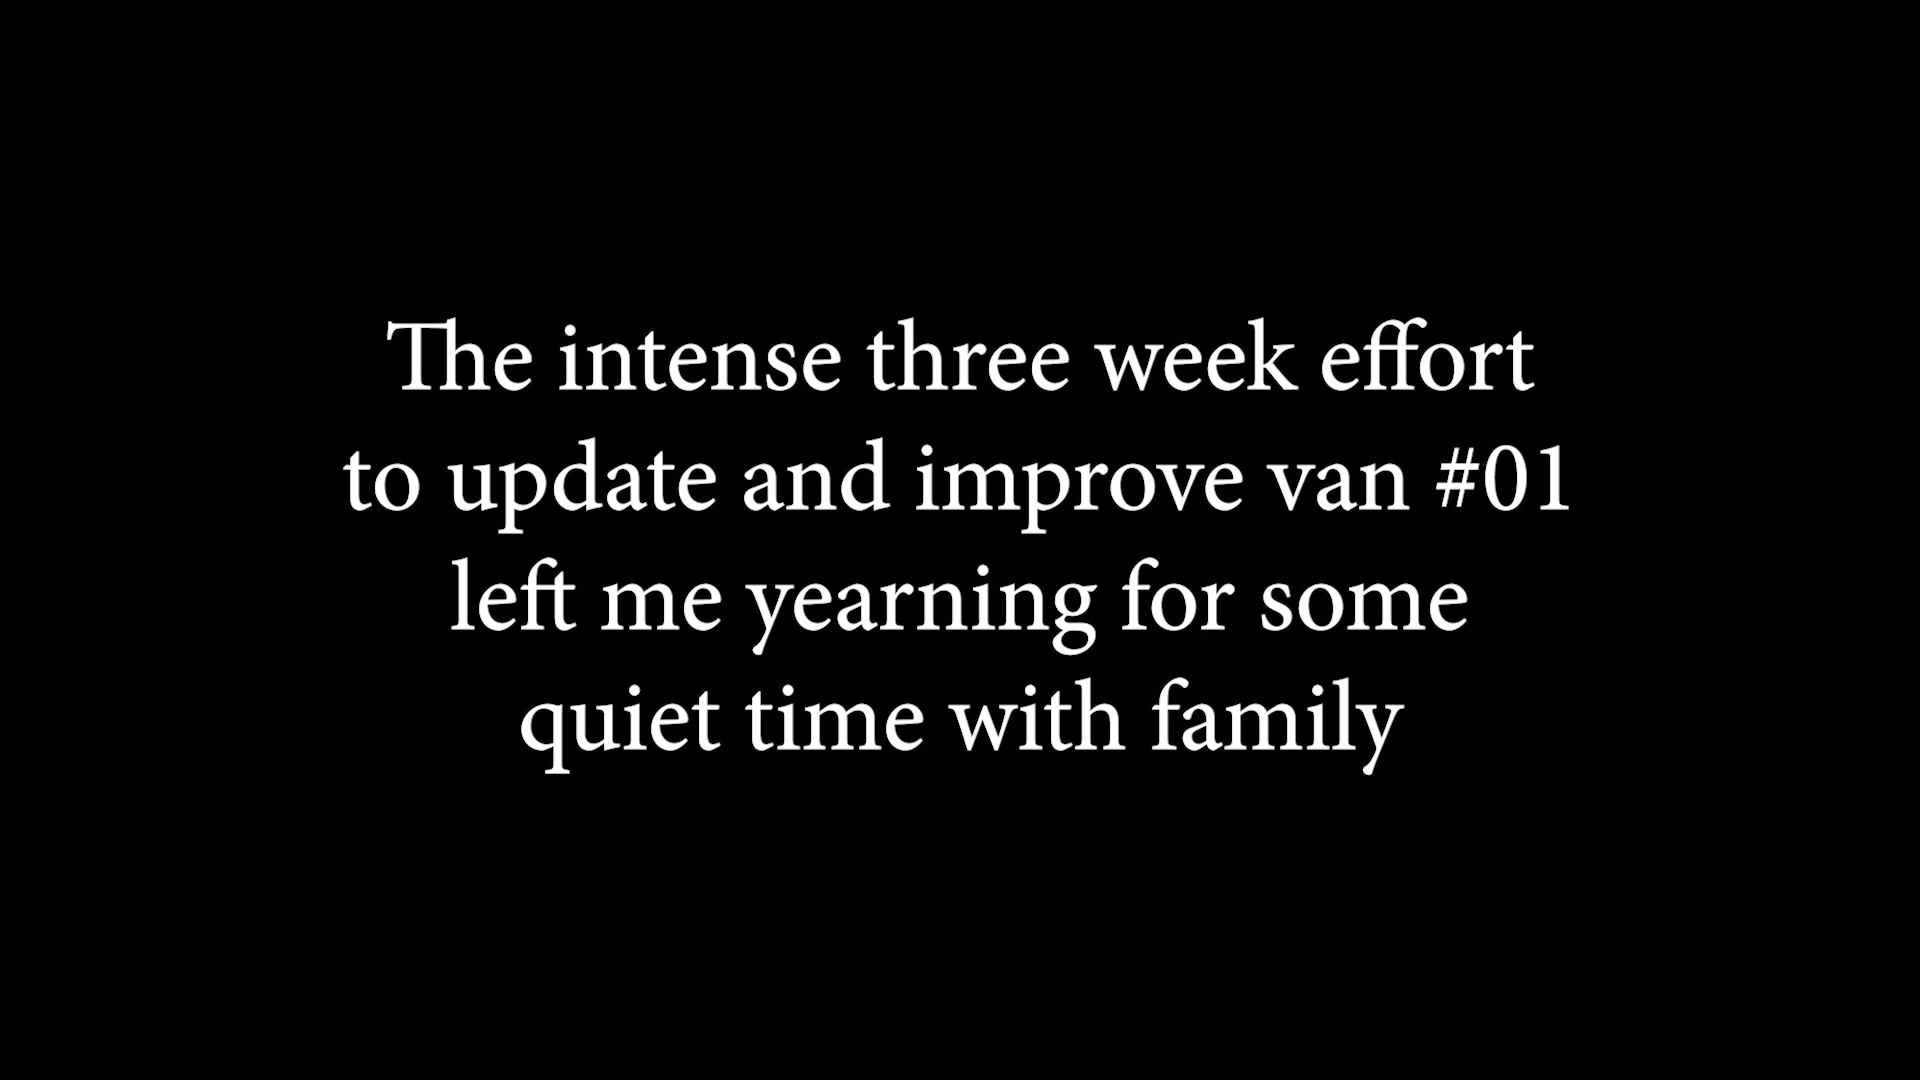 The intense three week effort
to update and improve van #01
left me yearning for some
quiet time with family